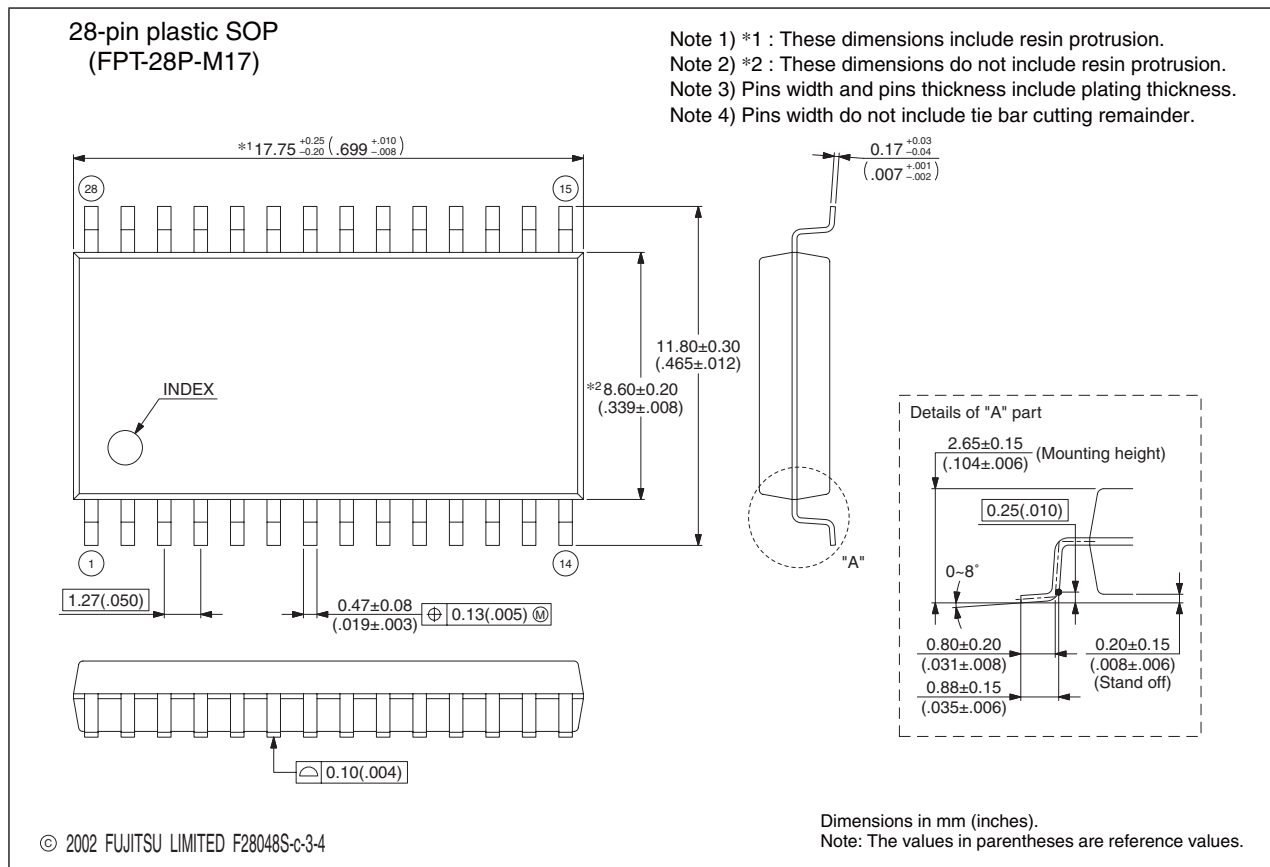 28-pin plastic SOP
(FPT-28P-M17)
Note 1) *1 : These dimensions include resin protrusion.
Note 2) *2 : These dimensions do not include resin protrusion.
Note 3) Pins width and pins thickness include plating thickness.
Note 4) Pins width do not include tie bar cutting remainder.
*1 17.75 +0.25 -0.20 (.699 +.010 -.008)
0.17 +0.03 -0.04
(.007 +.001 -.002)
28
15
11.80±0.30
(.465±.012)
*2 8.60±0.20
(.339±.008)
INDEX
Details of "A" part
2.65±0.15
(.104±.006)
(Mounting height)
0.25(.010)
"A"
0~8°
1
14
1.27(.050)
0.47±0.08
(.019±.003)
⌖ 0.13(.005) Ⓜ
0.80±0.20
(.031±.008)
0.88±0.15
(.035±.006)
0.20±0.15
(.008±.006)
(Stand off)
⌓ 0.10(.004)
© 2002 FUJITSU LIMITED F28048S-c-3-4
Dimensions in mm (inches).
Note: The values in parentheses are reference values.